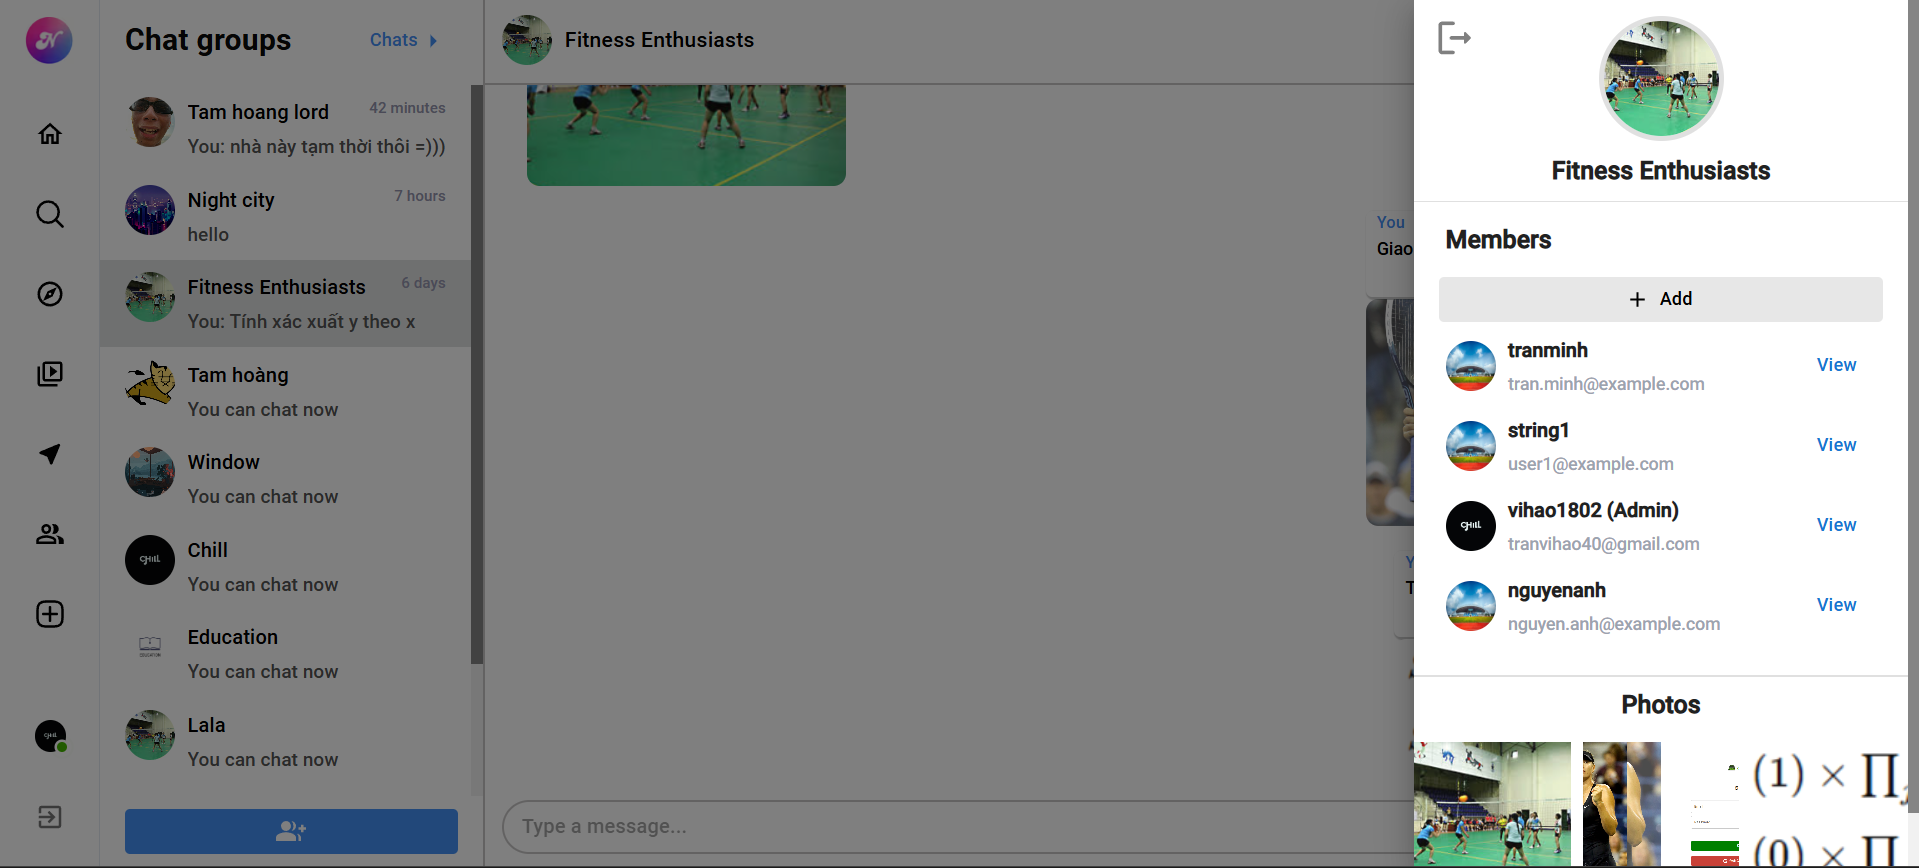 Chat groups
Chats
Tam hoang lord
42 minutes
You: nhà này tạm thời thôi =)))
Night city
7 hours
hello
Fitness Enthusiasts
6 days
You: Tính xác xuất y theo x
Tam hoàng
You can chat now
Window
You can chat now
CHILL
Chill
You can chat now
EDUCATION
Education
You can chat now
Lala
You can chat now
Fitness Enthusiasts
You
Giao
Y
T
Type a message...
Fitness Enthusiasts
Members
+ Add
tranminh
tran.minh@example.com
View
string1
user1@example.com
View
CHILL
vihao1802 (Admin)
tranvihao40@gmail.com
View
nguyenanh
nguyen.anh@example.com
View
Photos
(1) × ∏
(0) × ∏